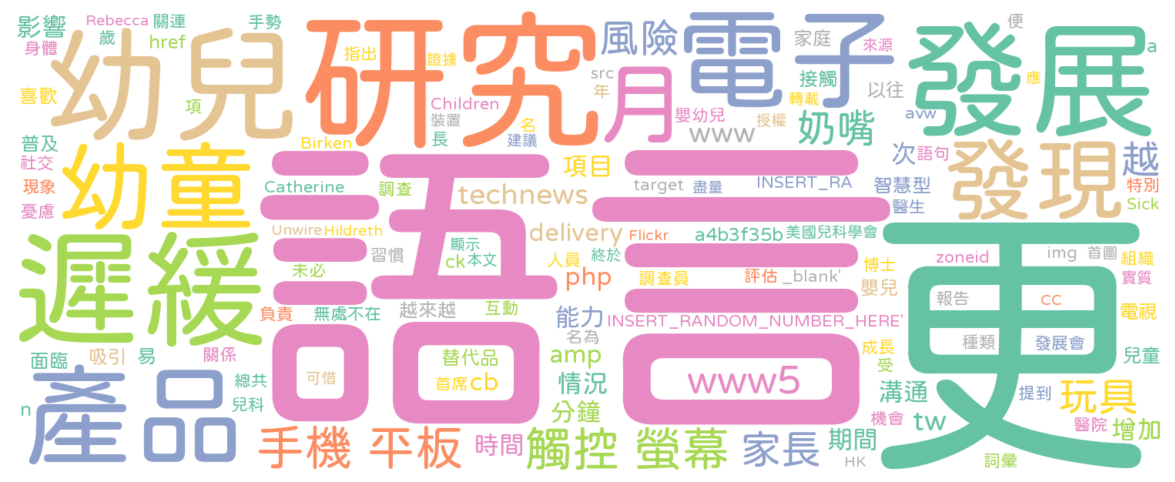 影響
Rebecca
關連
手勢
身體
歲
href
幼兒
研究
指出
證據
風險
電子
家庭
來源
便
發展
a
喜歡
項
Children
裝置
長
名
建議
src
年
月
嬰幼兒
www
接觸
轉載
授權
奶嘴
以往
avw
應
普及
社交
現象
憂慮
幼童
Birken
Catherine
調查
語言
項目
technews
target
盡量
INSERT_RA
智慧型
醫生
次
語句
發現
越
特別
Sick
遲緩
Unwire
Hildreth
習慣
顯示
ck
本文
未必
delivery
人員
終於
Flickr
a4b3f35b
美國兒科學會
php
調查員
評估
_blank'
博士
嬰兒
更
zoneid
img
首圖
組織
實質
報告
cc
電視
種類
發展會
兒童
負責
無處不在
越來越
互動
能力
名為
INSERT_RANDOM_NUMBER_HERE'
成長
受
面臨
吸引
易
關係
可惜
替代品
首席
cb
amp
情況
分鐘
www5
溝通
提到
玩具
機會
tw
醫院
增加
n
產品
總共
兒科
手機
平板
時間
觸控
螢幕
家長
期間
HK
詞彙